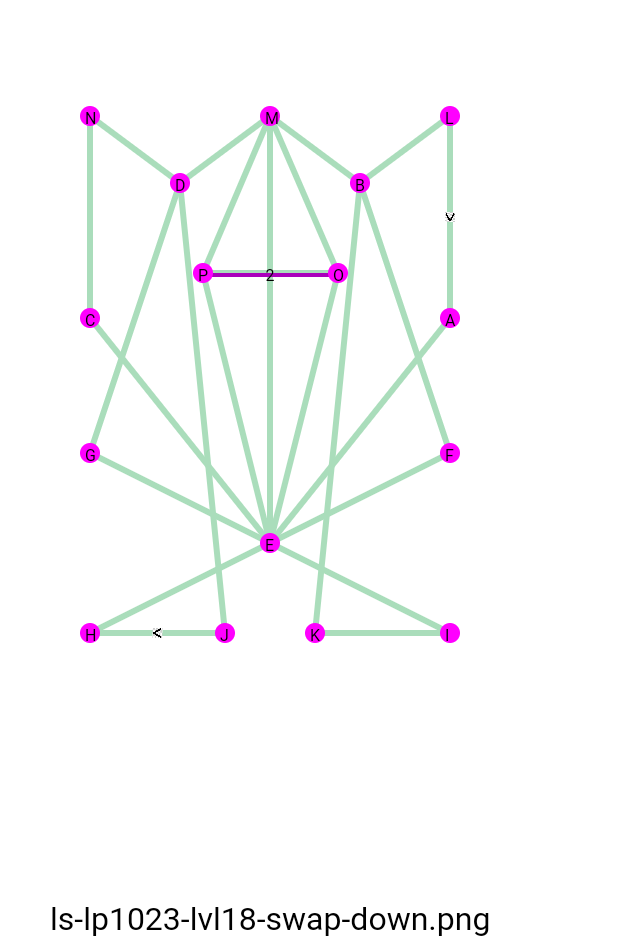 N M L
D B
P 2 O
C A
G F
E
H < J K I
ls-lp1023-lvl18-swap-down.png